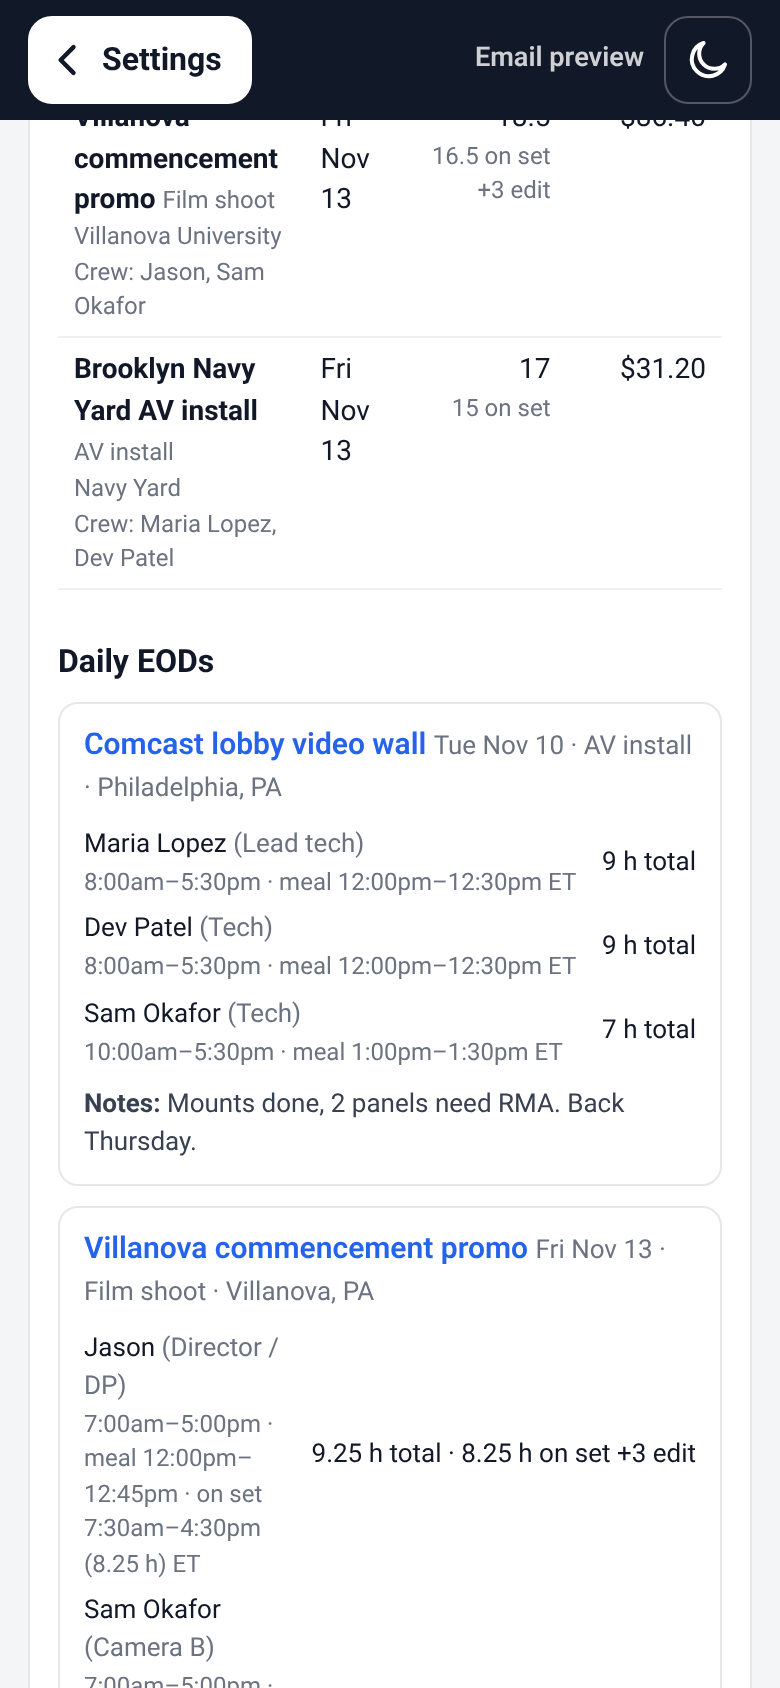 Settings
Email preview
Villanova Fri 18.5
commencement Nov 16.5 on set
promo Film shoot 13 +3 edit
Villanova University
Crew: Jason, Sam
Okafor
Brooklyn Navy Fri 17 $31.20
Yard AV install Nov 15 on set
AV install 13
Navy Yard
Crew: Maria Lopez,
Dev Patel
Daily EODs
Comcast lobby video wall Tue Nov 10 · AV install
· Philadelphia, PA
Maria Lopez (Lead tech)
8:00am–5:30pm · meal 12:00pm–12:30pm ET
9 h total
Dev Patel (Tech)
8:00am–5:30pm · meal 12:00pm–12:30pm ET
9 h total
Sam Okafor (Tech)
10:00am–5:30pm · meal 1:00pm–1:30pm ET
7 h total
Notes: Mounts done, 2 panels need RMA. Back
Thursday.
Villanova commencement promo Fri Nov 13 ·
Film shoot · Villanova, PA
Jason (Director /
DP)
7:00am–5:00pm ·
meal 12:00pm–
12:45pm · on set
7:30am–4:30pm
(8.25 h) ET
9.25 h total · 8.25 h on set +3 edit
Sam Okafor
(Camera B)
7:00am–5:00pm ·